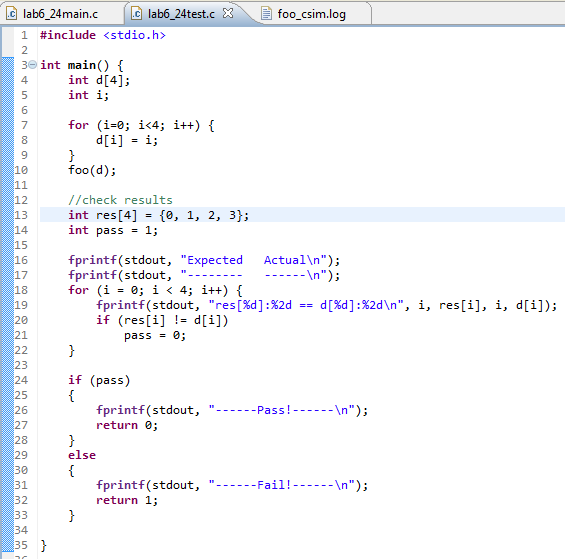 lab6_24main.c lab6_24test.c foo_csim.log
1 #include <stdio.h>
2
3 int main() {
4     int d[4];
5     int i;
6
7     for (i=0; i<4; i++) {
8         d[i] = i;
9     }
10     foo(d);
11
12     //check results
13     int res[4] = {0, 1, 2, 3};
14     int pass = 1;
15
16     fprintf(stdout, "Expected   Actual\n");
17     fprintf(stdout, "--------   ------\n");
18     for (i = 0; i < 4; i++) {
19         fprintf(stdout, "res[%d]:%2d == d[%d]:%2d\n", i, res[i], i, d[i]);
20         if (res[i] != d[i])
21             pass = 0;
22     }
23
24     if (pass)
25     {
26         fprintf(stdout, "------Pass!------\n");
27         return 0;
28     }
29     else
30     {
31         fprintf(stdout, "------Fail!------\n");
32         return 1;
33     }
34
35 }